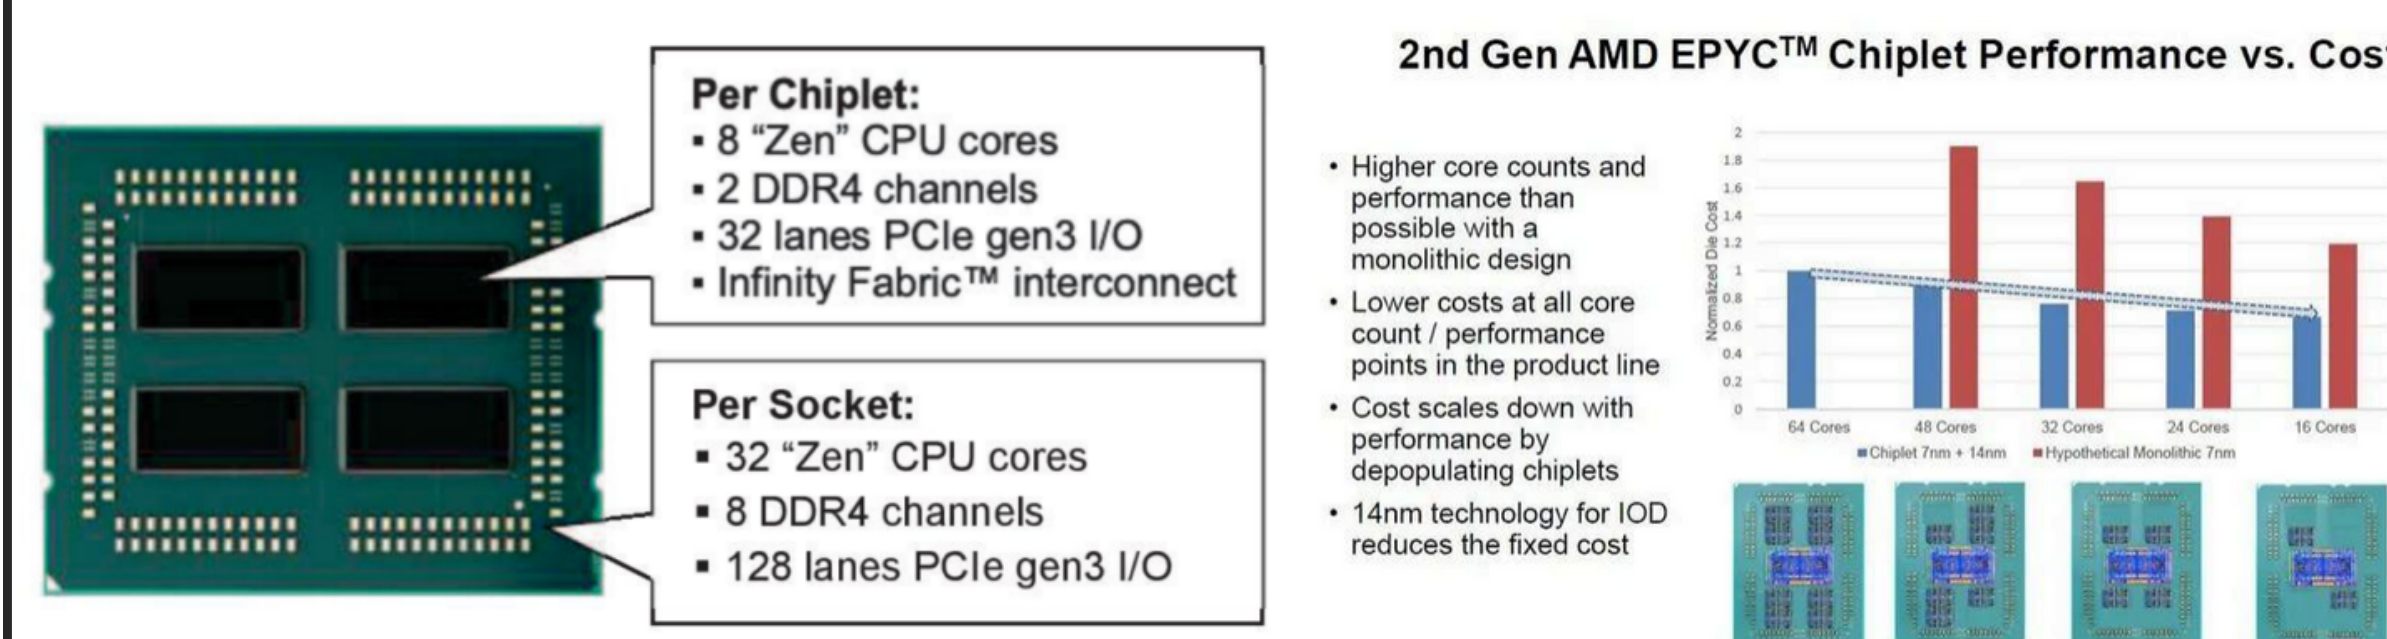 Per Chiplet:
▪ 8 “Zen” CPU cores
▪ 2 DDR4 channels
▪ 32 lanes PCIe gen3 I/O
▪ Infinity Fabric™ interconnect
Per Socket:
▪ 32 “Zen” CPU cores
▪ 8 DDR4 channels
▪ 128 lanes PCIe gen3 I/O
2nd Gen AMD EPYC™ Chiplet Performance vs. Cos
• Higher core counts and
performance than
possible with a
monolithic design
• Lower costs at all core
count / performance
points in the product line
• Cost scales down with
performance by
depopulating chiplets
• 14nm technology for IOD
reduces the fixed cost
Normalized Die Cost
2
1.8
1.6
1.4
1.2
1
0.8
0.6
0.4
0.2
0
64 Cores 48 Cores 32 Cores 24 Cores 16 Cores
Chiplet 7nm + 14nm Hypothetical Monolithic 7nm